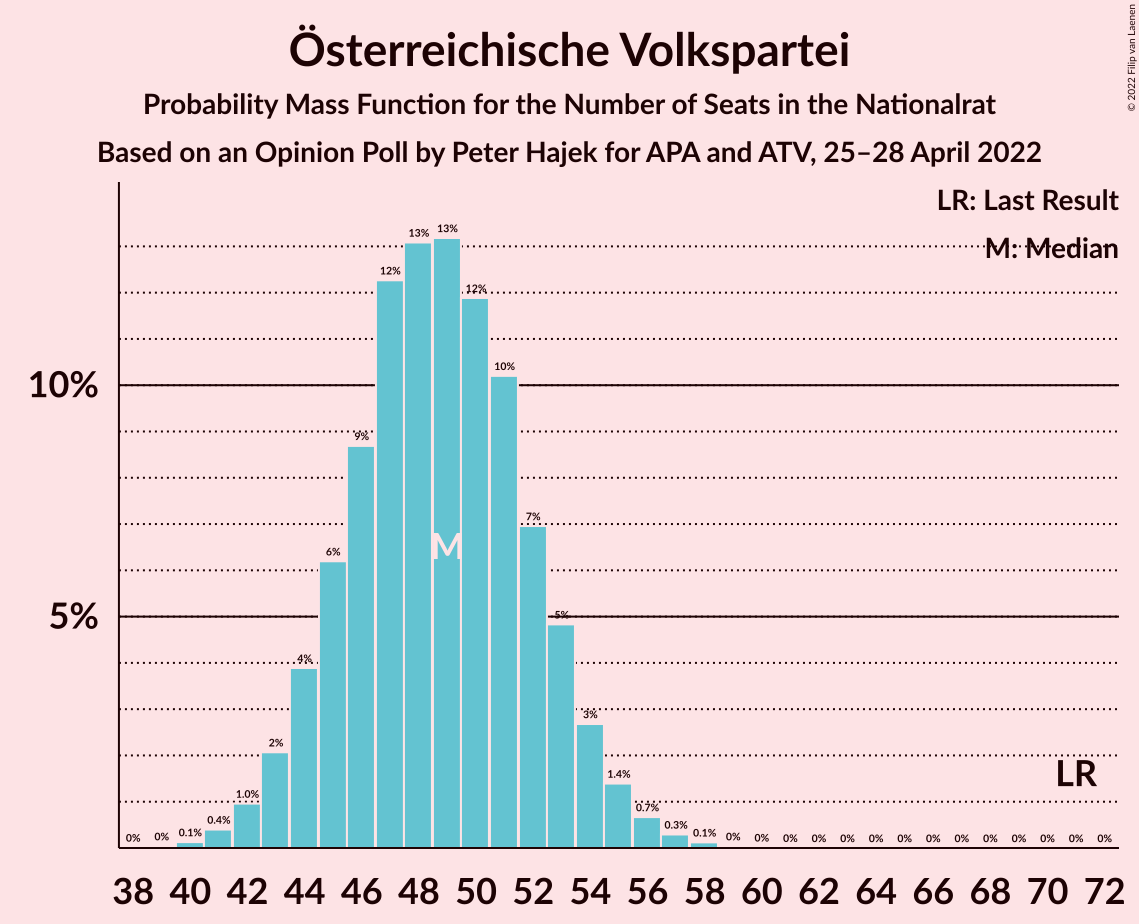 Österreichische Volkspartei
Probability Mass Function for the Number of Seats in the Nationalrat
Based on an Opinion Poll by Peter Hajek for APA and ATV, 25–28 April 2022
© 2022 Filip van Laenen
LR: Last Result
M: Median
10%
5%
0% 0% 0.1% 0.4% 1.0% 2% 4% 6% 9% 12% 13% 13% 12% 10% 7% 5% 3% 1.4% 0.7% 0.3% 0.1% 0% 0% 0% 0% 0% 0% 0% 0% 0% 0% 0% 0% 0% 0%
M
LR
38 40 42 44 46 48 50 52 54 56 58 60 62 64 66 68 70 72